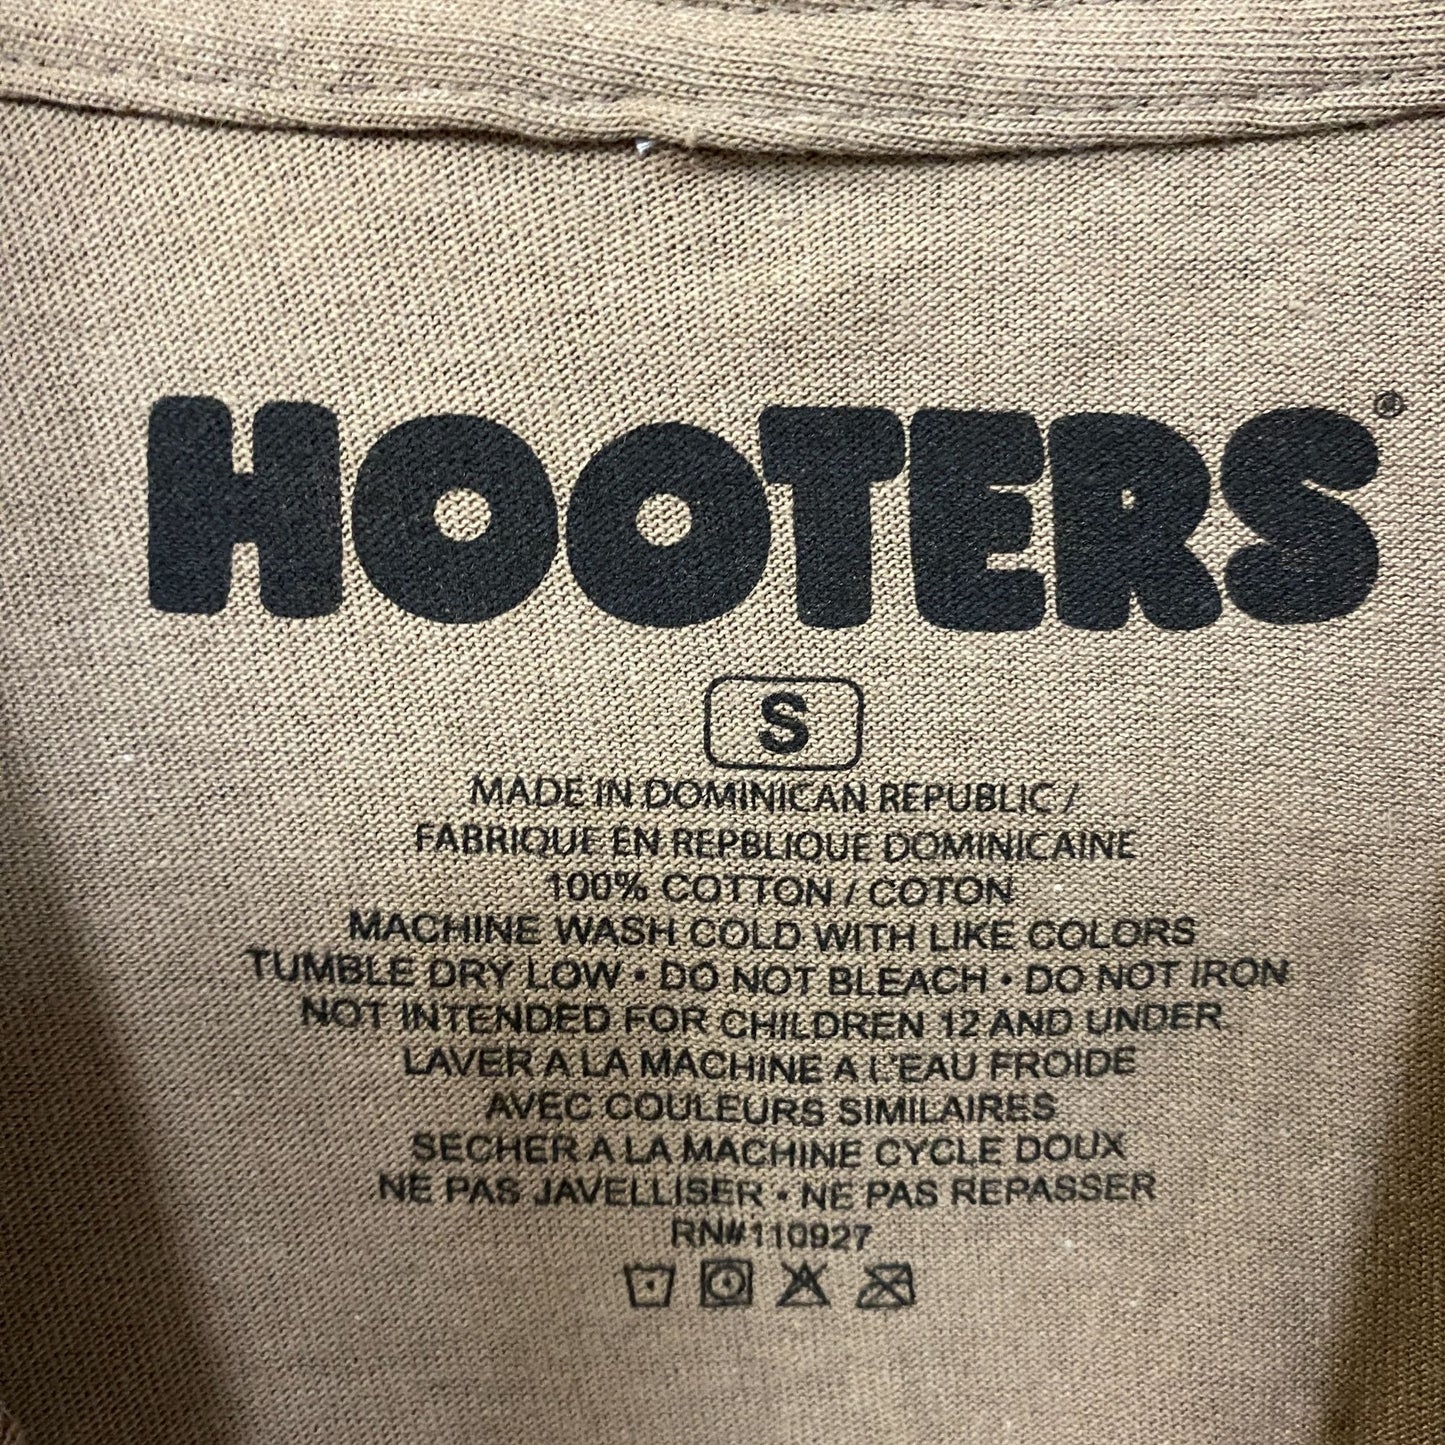 HOOTERS®
S
MADE IN DOMINICAN REPUBLIC /
FABRIQUE EN REPBLIQUE DOMINICAINE
100% COTTON / COTON
MACHINE WASH COLD WITH LIKE COLORS
TUMBLE DRY LOW • DO NOT BLEACH • DO NOT IRON
NOT INTENDED FOR CHILDREN 12 AND UNDER
LAVER A LA MACHINE A L'EAU FROIDE
AVEC COULEURS SIMILAIRES
SECHER A LA MACHINE CYCLE DOUX
NE PAS JAVELLISER • NE PAS REPASSER
RN#110927